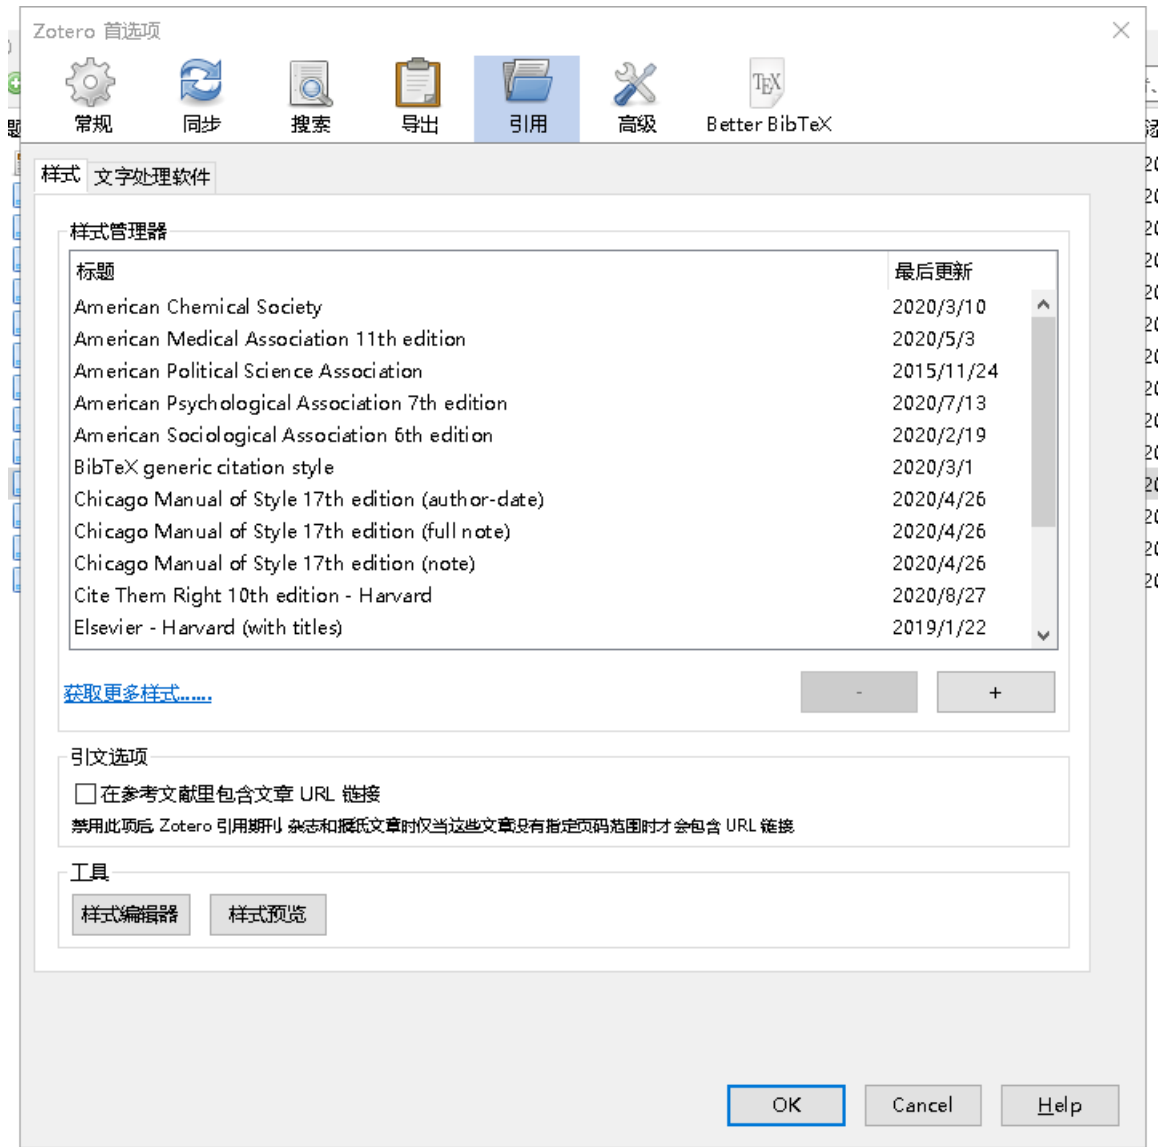 Zotero 首选项
常规 同步 搜索 导出 引用 高级 TEX Better BibTeX
样式 文字处理软件
样式管理器
标题 最后更新
American Chemical Society 2020/3/10
American Medical Association 11th edition 2020/5/3
American Political Science Association 2015/11/24
American Psychological Association 7th edition 2020/7/13
American Sociological Association 6th edition 2020/2/19
BibTeX generic citation style 2020/3/1
Chicago Manual of Style 17th edition (author-date) 2020/4/26
Chicago Manual of Style 17th edition (full note) 2020/4/26
Chicago Manual of Style 17th edition (note) 2020/4/26
Cite Them Right 10th edition - Harvard 2020/8/27
Elsevier - Harvard (with titles) 2019/1/22
获取更多样式...... - +
引文选项
在参考文献里包含文章 URL 链接
禁用此项后, Zotero 引用期刊, 杂志和报纸文章时仅当这些文章没有指定页码范围时才会包含 URL 链接
工具
样式编辑器 样式预览
OK Cancel Help